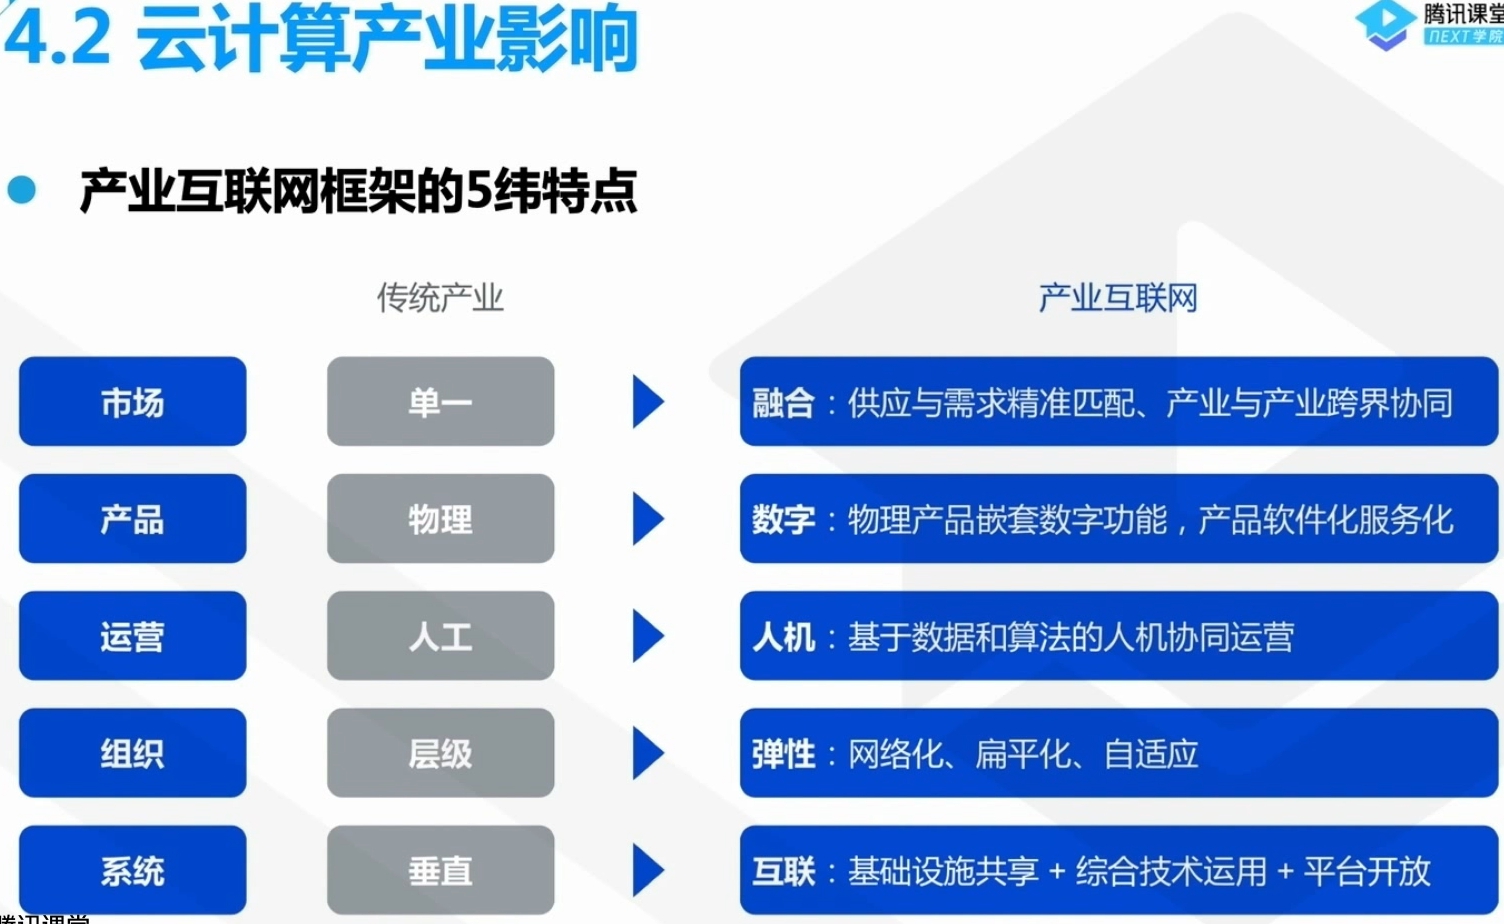 4.2 云计算产业影响
腾讯课堂
NEXT学院
产业互联网框架的5纬特点
传统产业 产业互联网
市场 单一 融合：供应与需求精准匹配、产业与产业跨界协同
产品 物理 数字：物理产品嵌套数字功能，产品软件化服务化
运营 人工 人机：基于数据和算法的人机协同运营
组织 层级 弹性：网络化、扁平化、自适应
系统 垂直 互联：基础设施共享 + 综合技术运用 + 平台开放
腾讯课堂